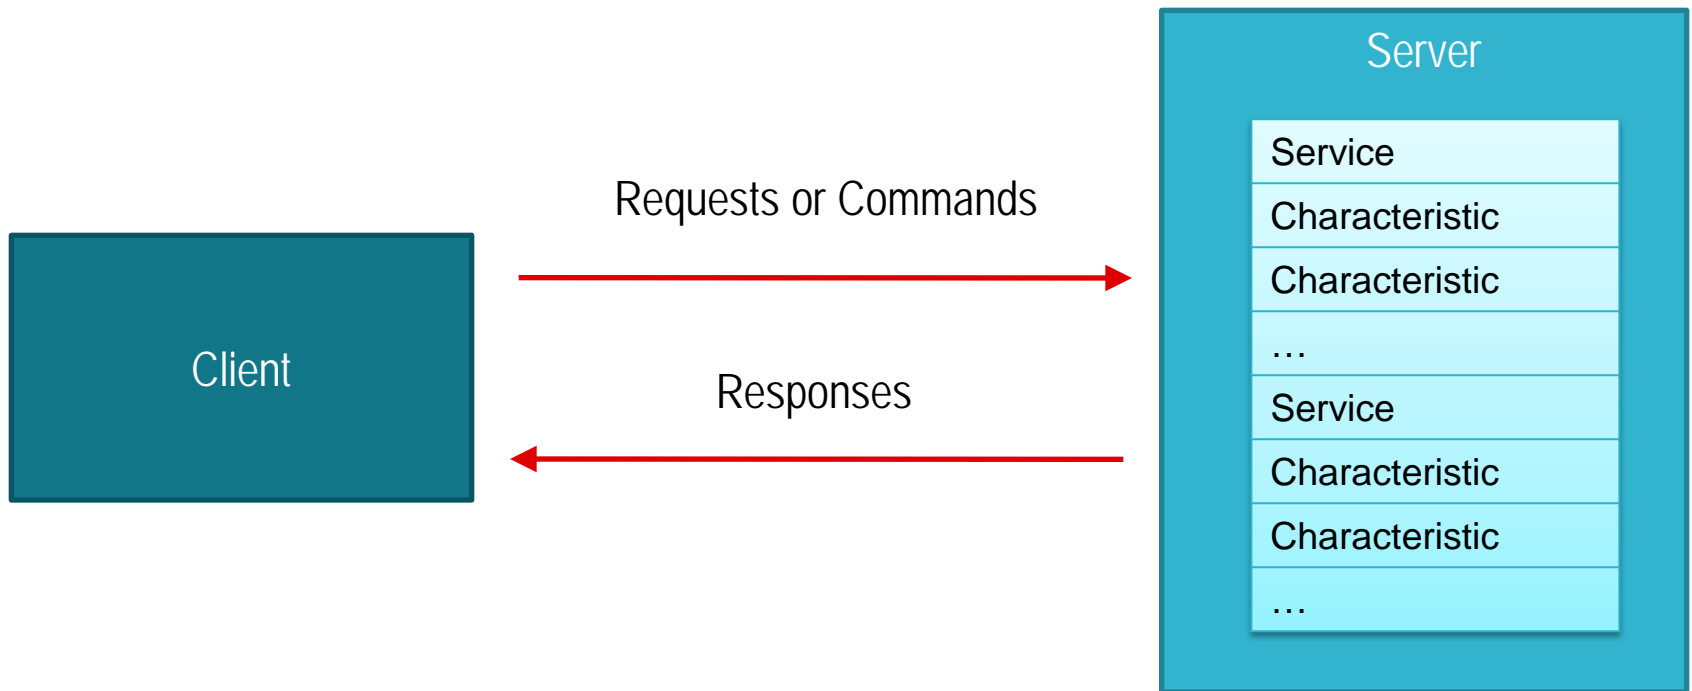 Server
Service
Characteristic
Characteristic
…
Service
Characteristic
Characteristic
…
Requests or Commands
Client
Responses